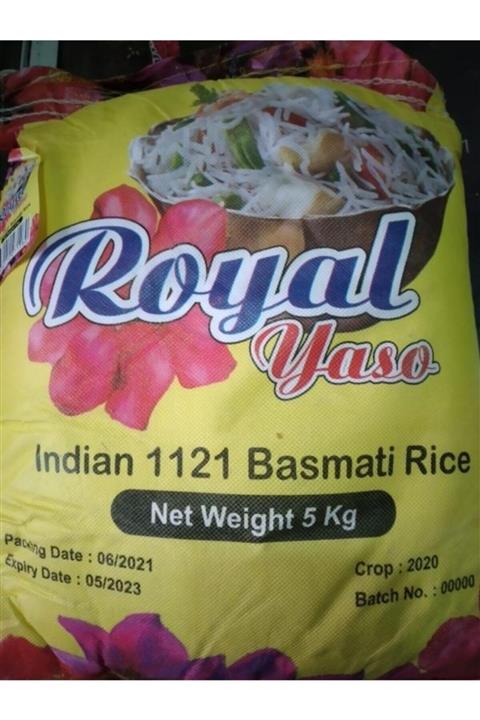 Royal
Yaso
Indian 1121 Basmati Rice
Net Weight 5 Kg
Packing Date : 06/2021
Expiry Date : 05/2023
Crop : 2020
Batch No. : 00000